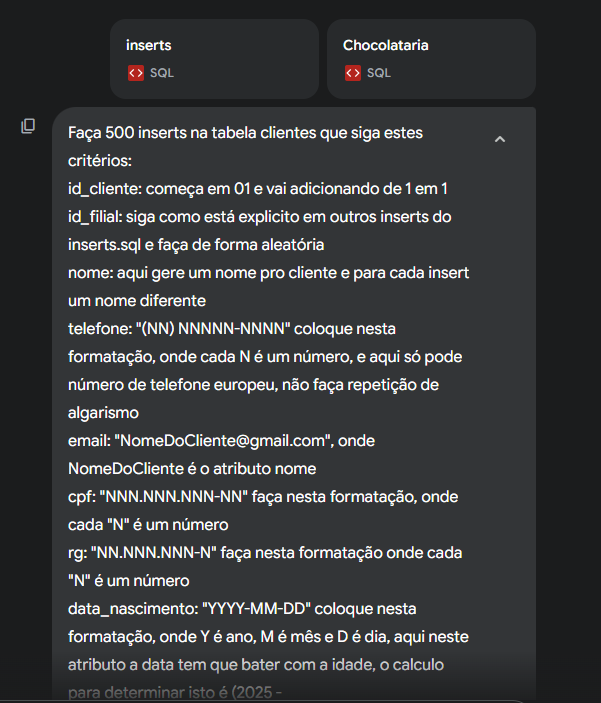 inserts
SQL
Chocolataria
SQL
Faça 500 inserts na tabela clientes que siga estes
critérios:
id_cliente: começa em 01 e vai adicionando de 1 em 1
id_filial: siga como está explicito em outros inserts do
inserts.sql e faça de forma aleatória
nome: aqui gere um nome pro cliente e para cada insert
um nome diferente
telefone: "(NN) NNNNN-NNNN" coloque nesta
formatação, onde cada N é um número, e aqui só pode
número de telefone europeu, não faça repetição de
algarismo
email: "NomeDoCliente@gmail.com", onde
NomeDoCliente é o atributo nome
cpf: "NNN.NNN.NNN-NN" faça nesta formatação, onde
cada "N" é um número
rg: "NN.NNN.NNN-N" faça nesta formatação onde cada
"N" é um número
data_nascimento: "YYYY-MM-DD" coloque nesta
formatação, onde Y é ano, M é mês e D é dia, aqui neste
atributo a data tem que bater com a idade, o calculo
para determinar isto é (2025 -